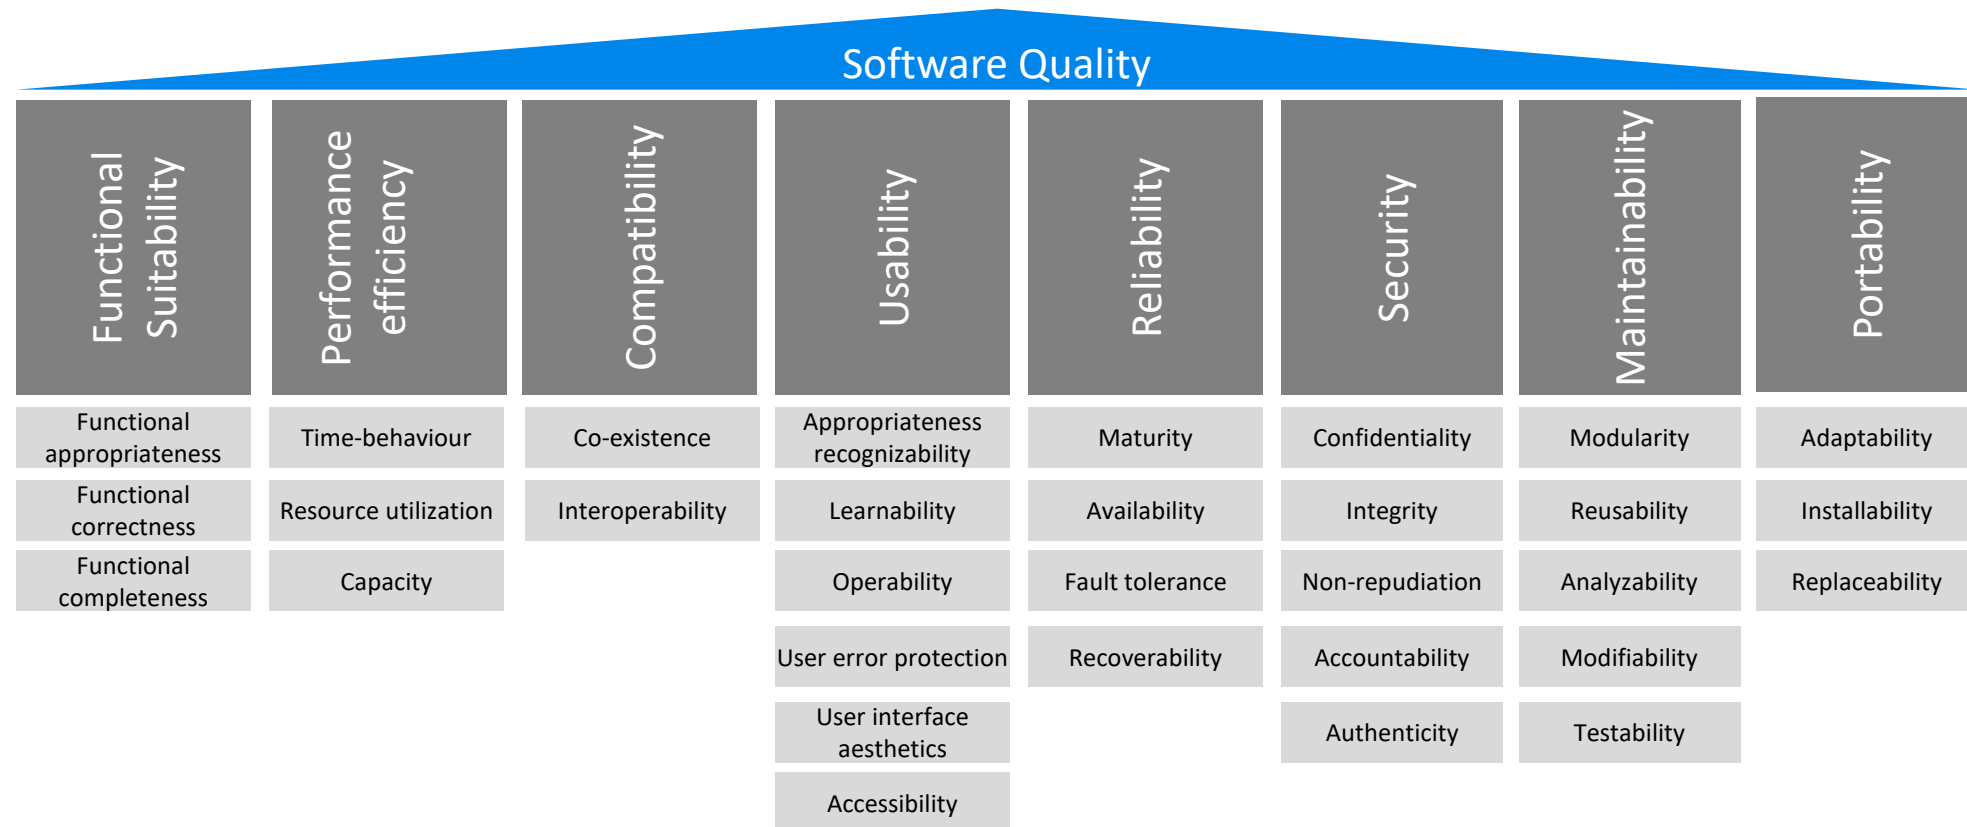 Software Quality
Functional
Suitability
Performance
efficiency
Compatibility
Usability
Reliability
Security
Maintainability
Portability
Functional
appropriateness
Time-behaviour
Co-existence
Appropriateness
recognizability
Maturity
Confidentiality
Modularity
Adaptability
Functional
correctness
Resource utilization
Interoperability
Learnability
Availability
Integrity
Reusability
Installability
Functional
completeness
Capacity
Operability
Fault tolerance
Non-repudiation
Analyzability
Replaceability
User error protection
Recoverability
Accountability
Modifiability
User interface
aesthetics
Authenticity
Testability
Accessibility